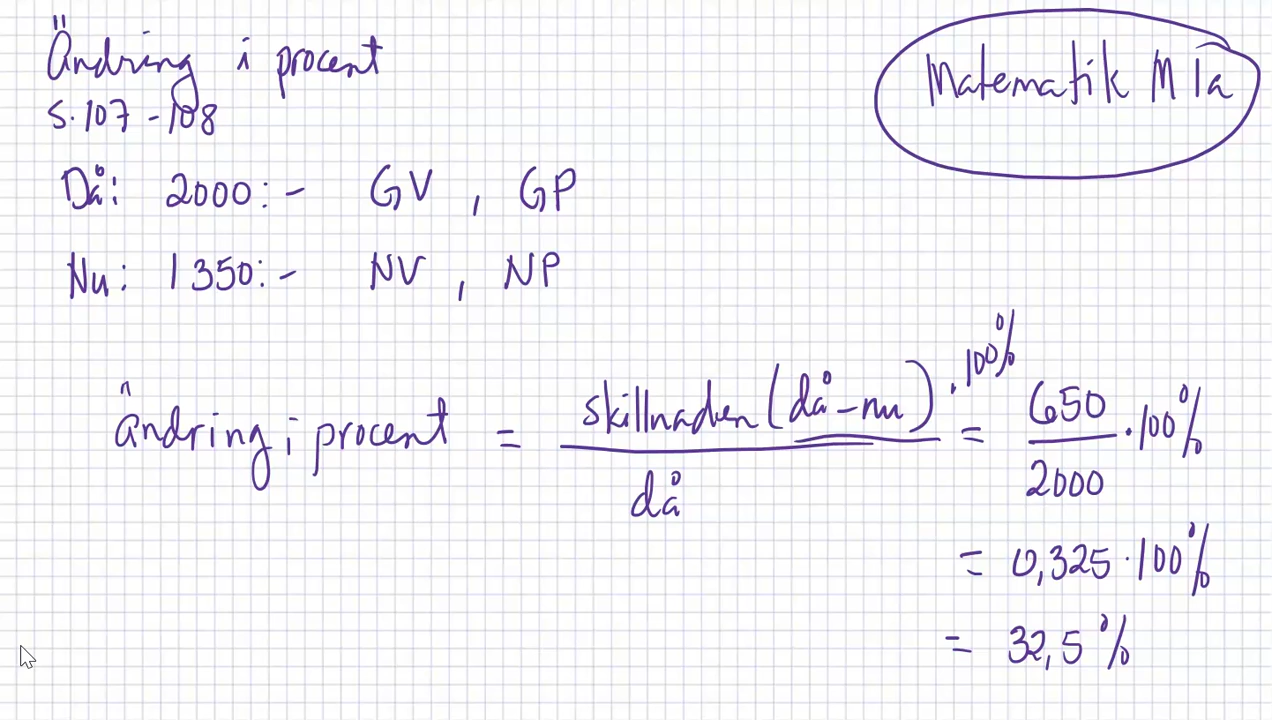 Ändring i procent
s.107-108
Matematik M1a
Då: 2000:- GV, GP
Nu: 1350:- NV, NP
ändring i procent = skillnaden (då-nu) · 100% / då = 650 / 2000 · 100%
= 0,325 · 100%
= 32,5 %